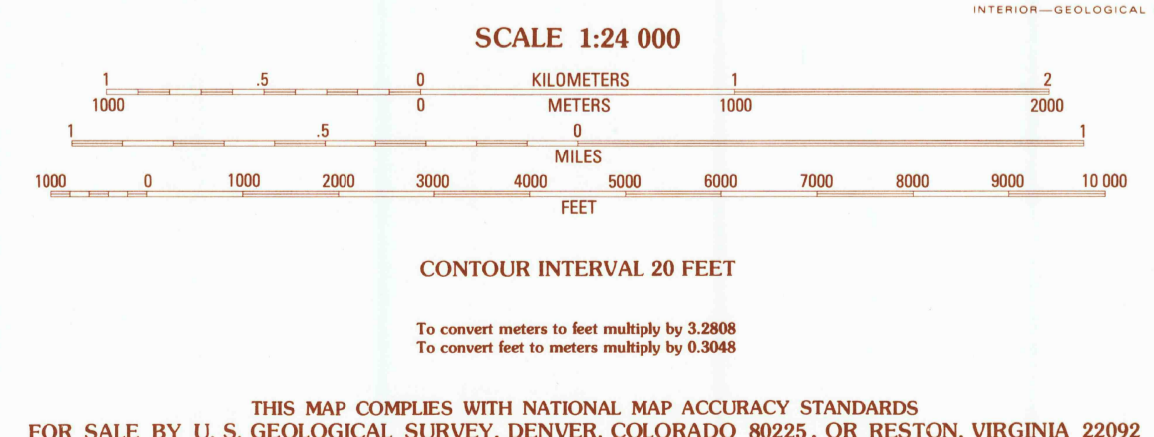 INTERIOR—GEOLOGICAL
SCALE 1:24 000
1 .5 0 KILOMETERS 1 2
1000 0 METERS 1000 2000
1 .5 0 1
MILES
1000 0 1000 2000 3000 4000 5000 6000 7000 8000 9000 10 000
FEET
CONTOUR INTERVAL 20 FEET
To convert meters to feet multiply by 3.2808
To convert feet to meters multiply by 0.3048
THIS MAP COMPLIES WITH NATIONAL MAP ACCURACY STANDARDS
FOR SALE BY U. S. GEOLOGICAL SURVEY, DENVER, COLORADO 80225, OR RESTON, VIRGINIA 22092